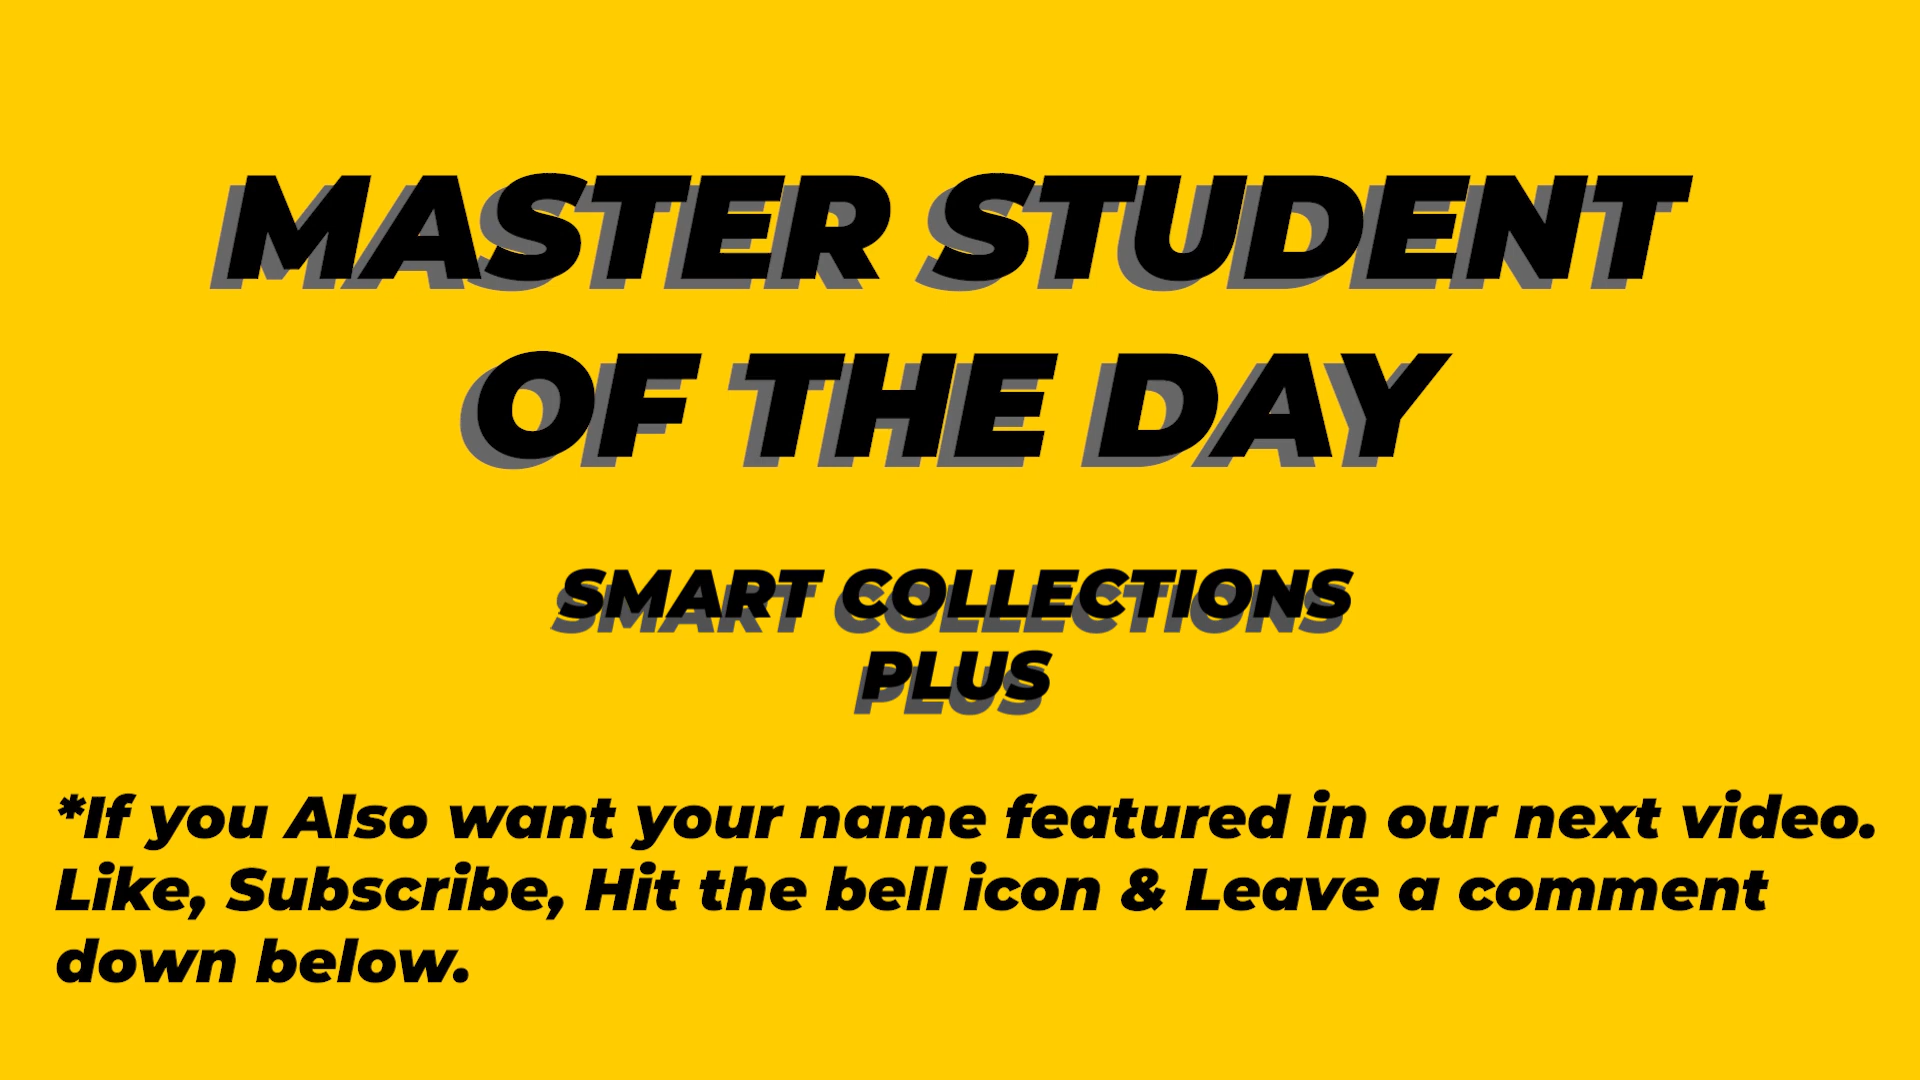 MASTER STUDENT
OF THE DAY
SMART COLLECTIONS
PLUS
*If you Also want your name featured in our next video.
Like, Subscribe, Hit the bell icon & Leave a comment
down below.